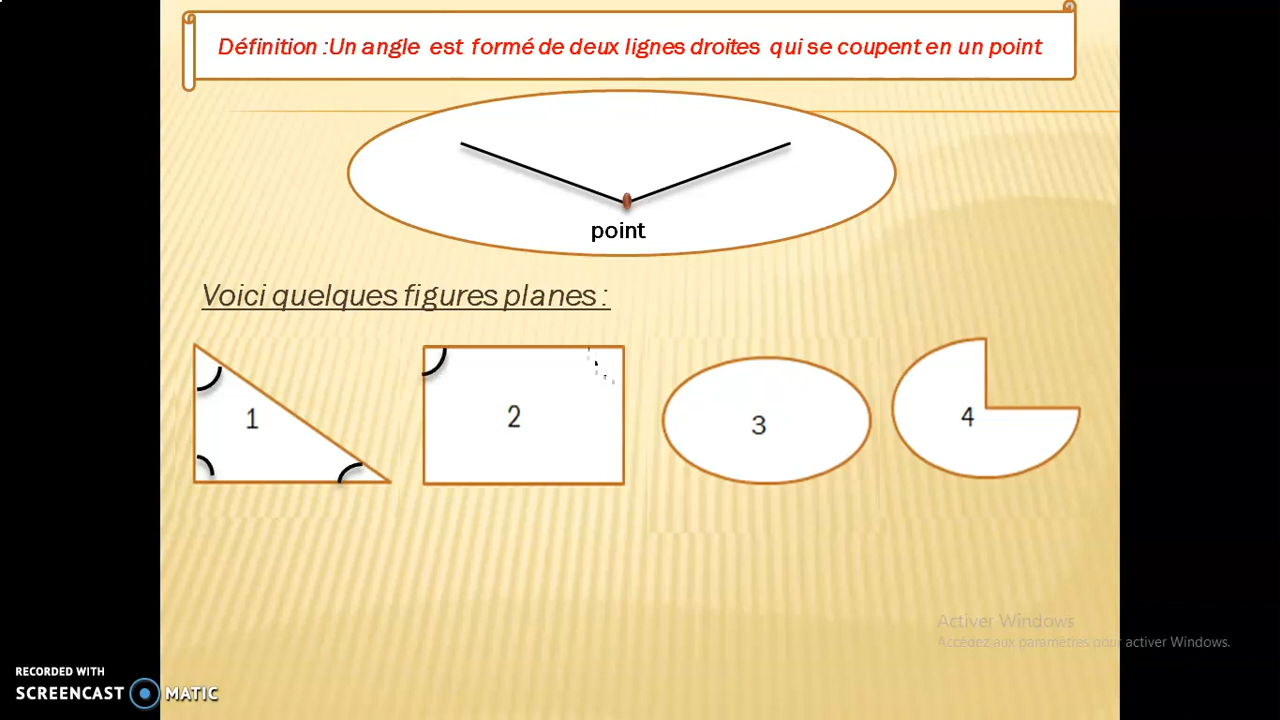 Définition :Un angle est formé de deux lignes droites qui se coupent en un point
point
Voici quelques figures planes :
1
2
3
4
Activer Windows
Accédez aux paramètres pour activer Windows.
RECORDED WITH
SCREENCAST MATIC